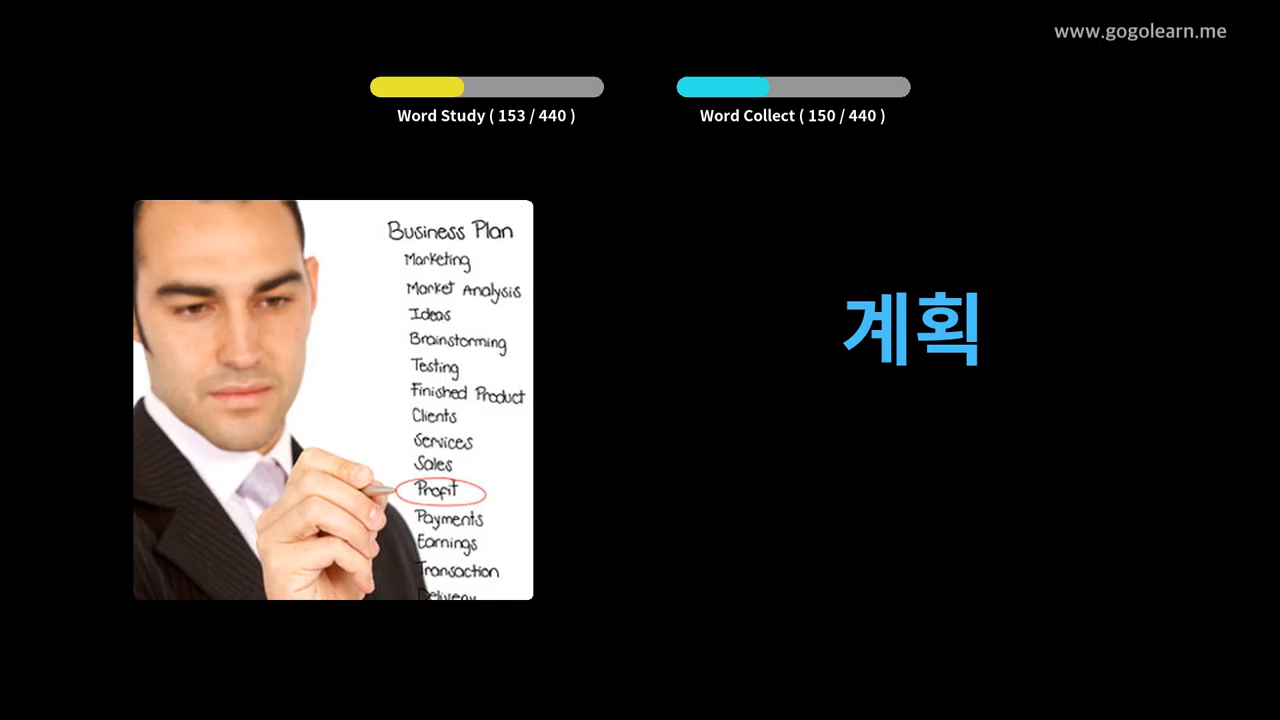 www.gogolearn.me
Word Study ( 153 / 440 )
Word Collect ( 150 / 440 )
Business Plan
Marketing
Market Analysis
Ideas
Brainstorming
Testing
Finished Product
Clients
Services
Sales
Profit
Payments
Earnings
Transaction
Delivery
계획